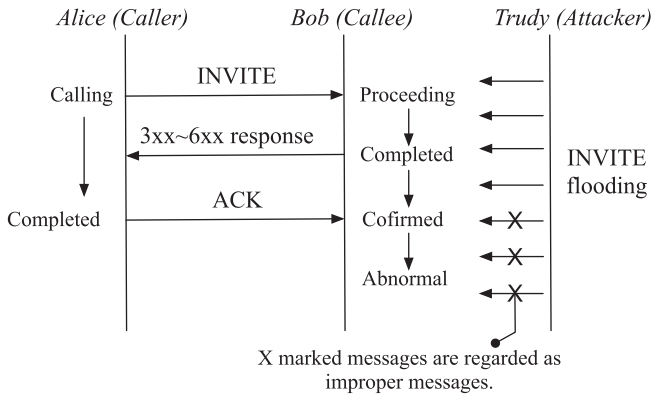 Alice (Caller)
Bob (Callee)
Trudy (Attacker)
INVITE
Calling
Proceeding
3xx~6xx response
Completed
INVITE
flooding
ACK
Completed
Cofirmed
X
X
Abnormal
X
X marked messages are regarded as
improper messages.